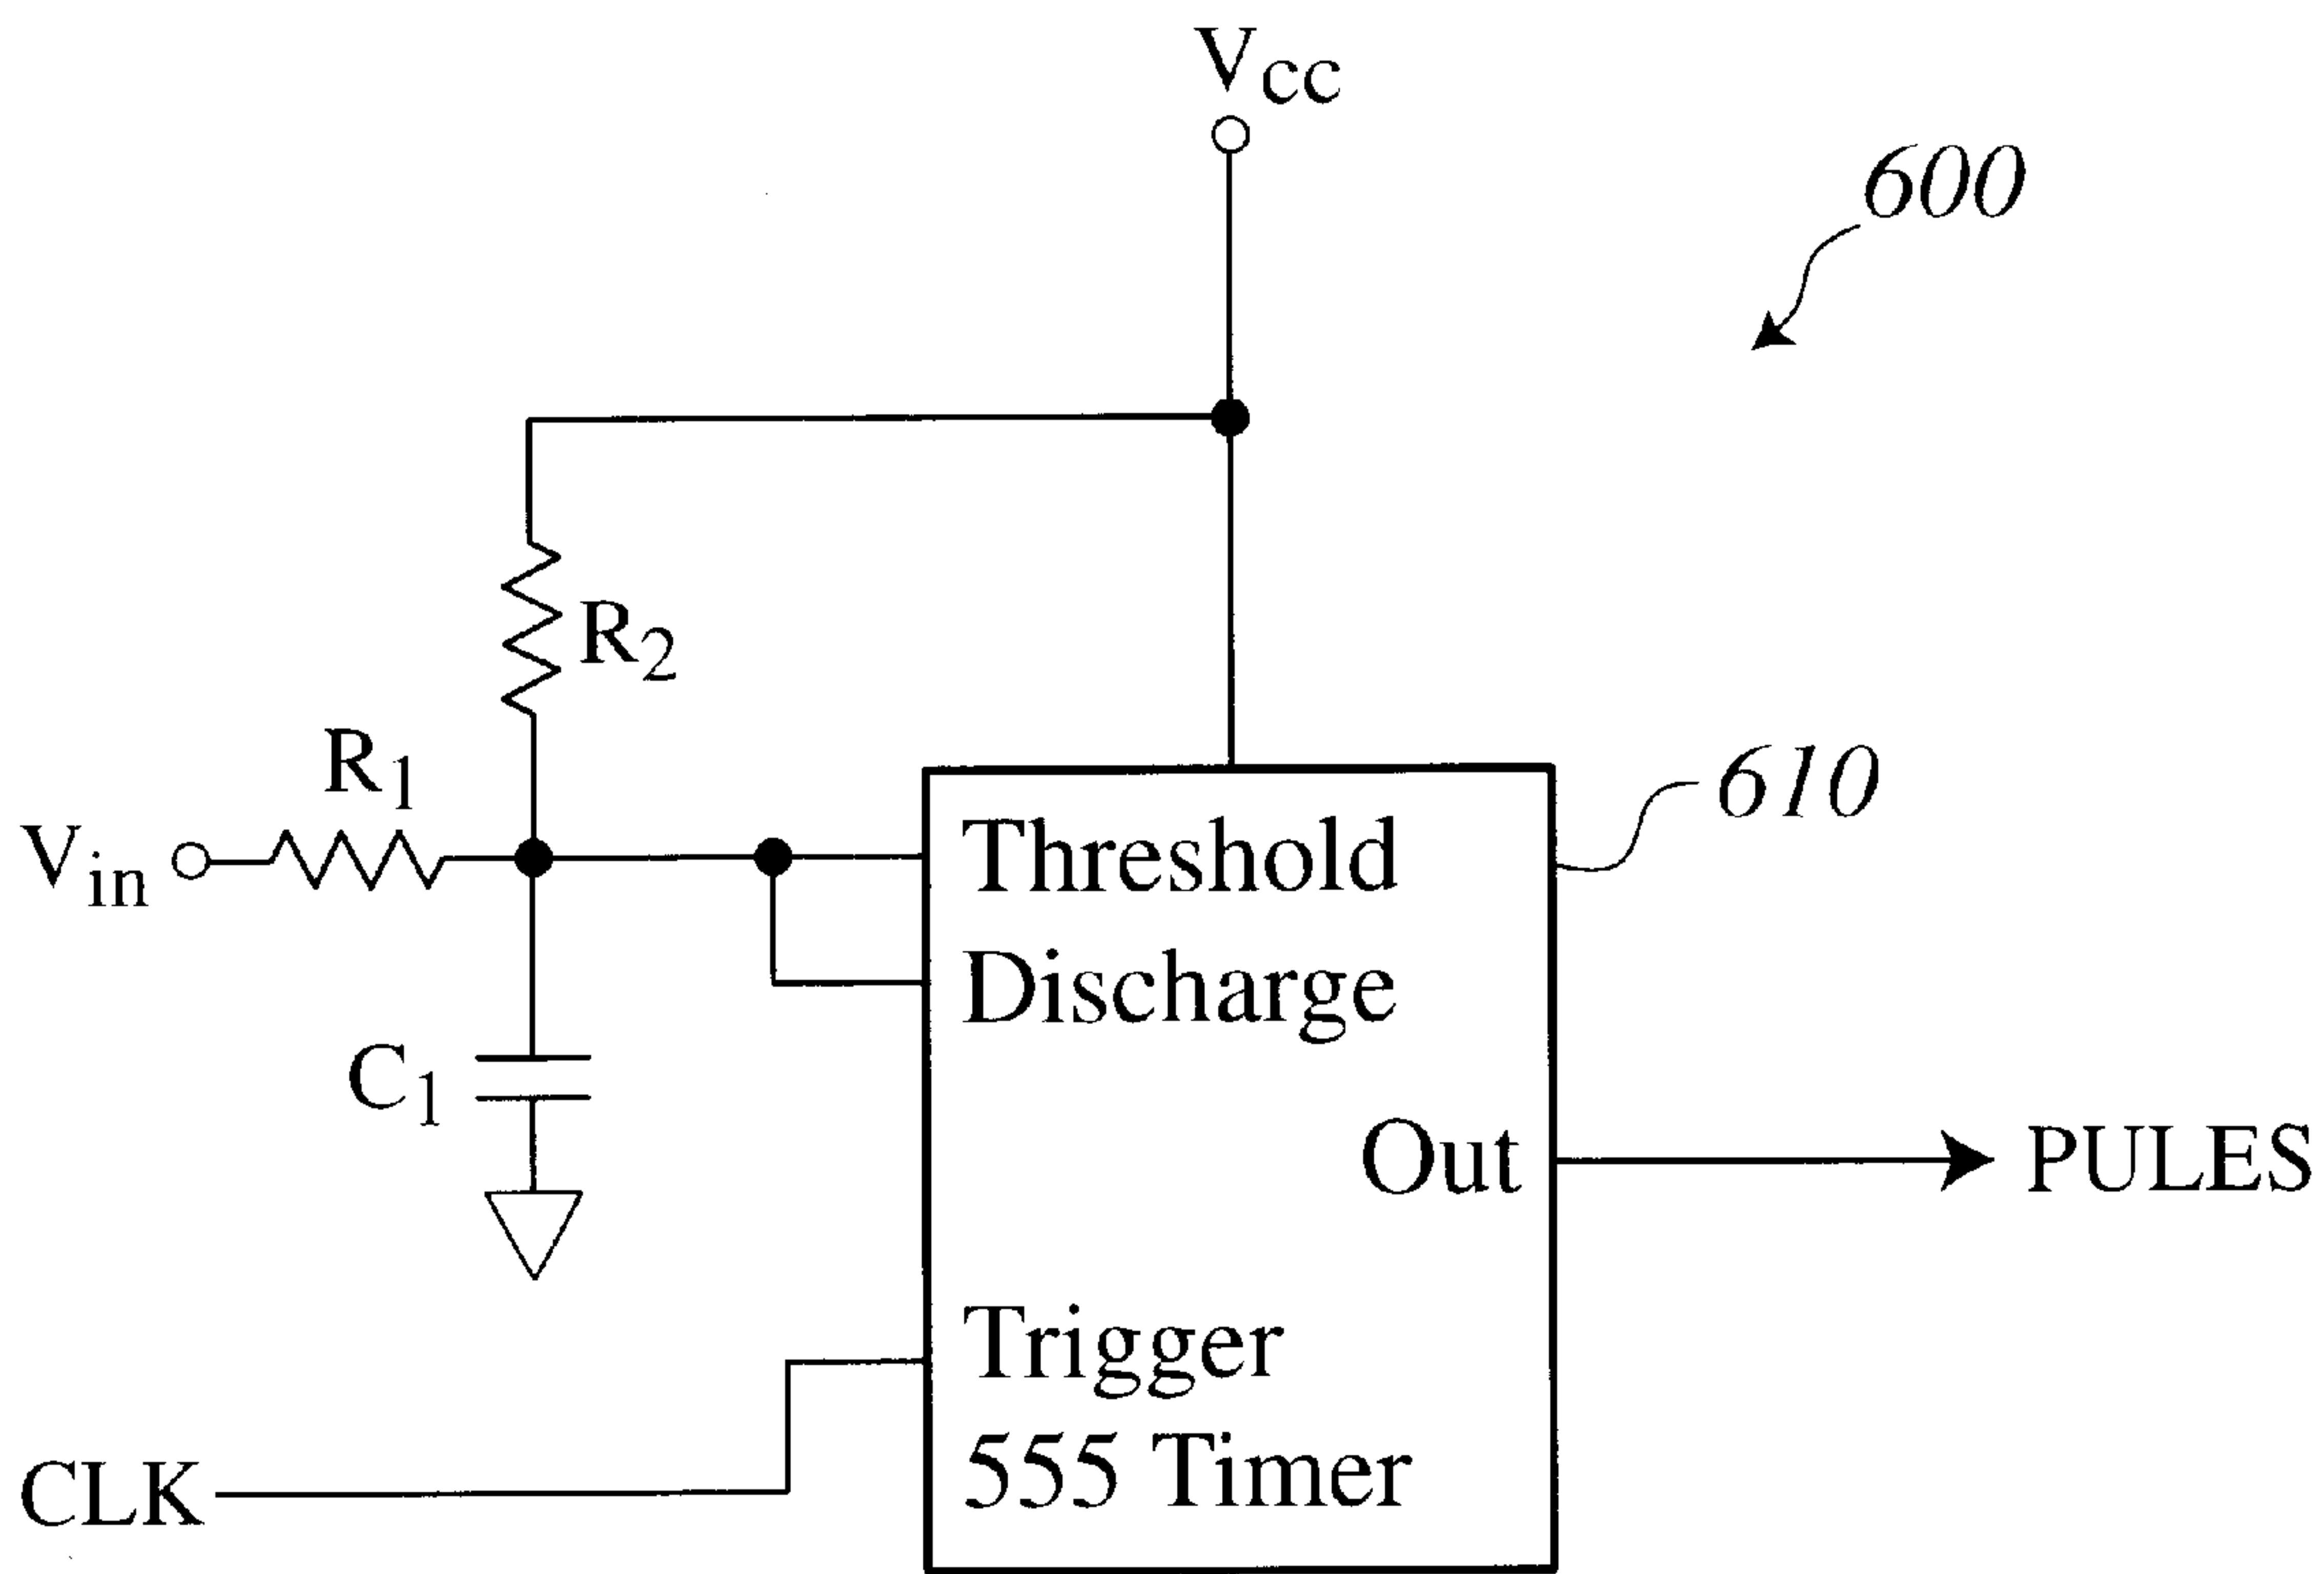 Vcc
600
R2
R1
610
Vin
Threshold
Discharge
C1
Out
PULES
Trigger
555 Timer
CLK